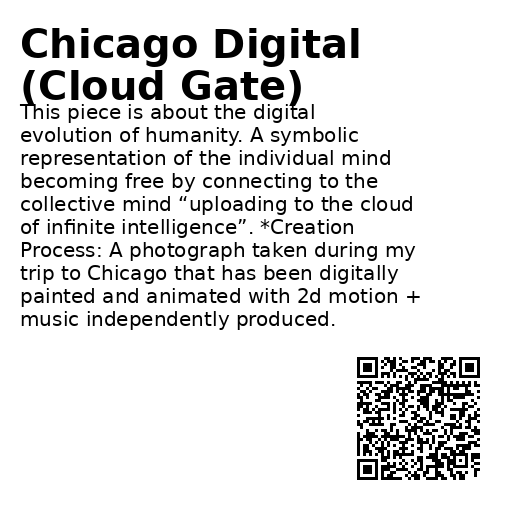 Chicago Digital
(Cloud Gate)
This piece is about the digital
evolution of humanity. A symbolic
representation of the individual mind
becoming free by connecting to the
collective mind “uploading to the cloud
of infinite intelligence”. *Creation
Process: A photograph taken during my
trip to Chicago that has been digitally
painted and animated with 2d motion +
music independently produced.